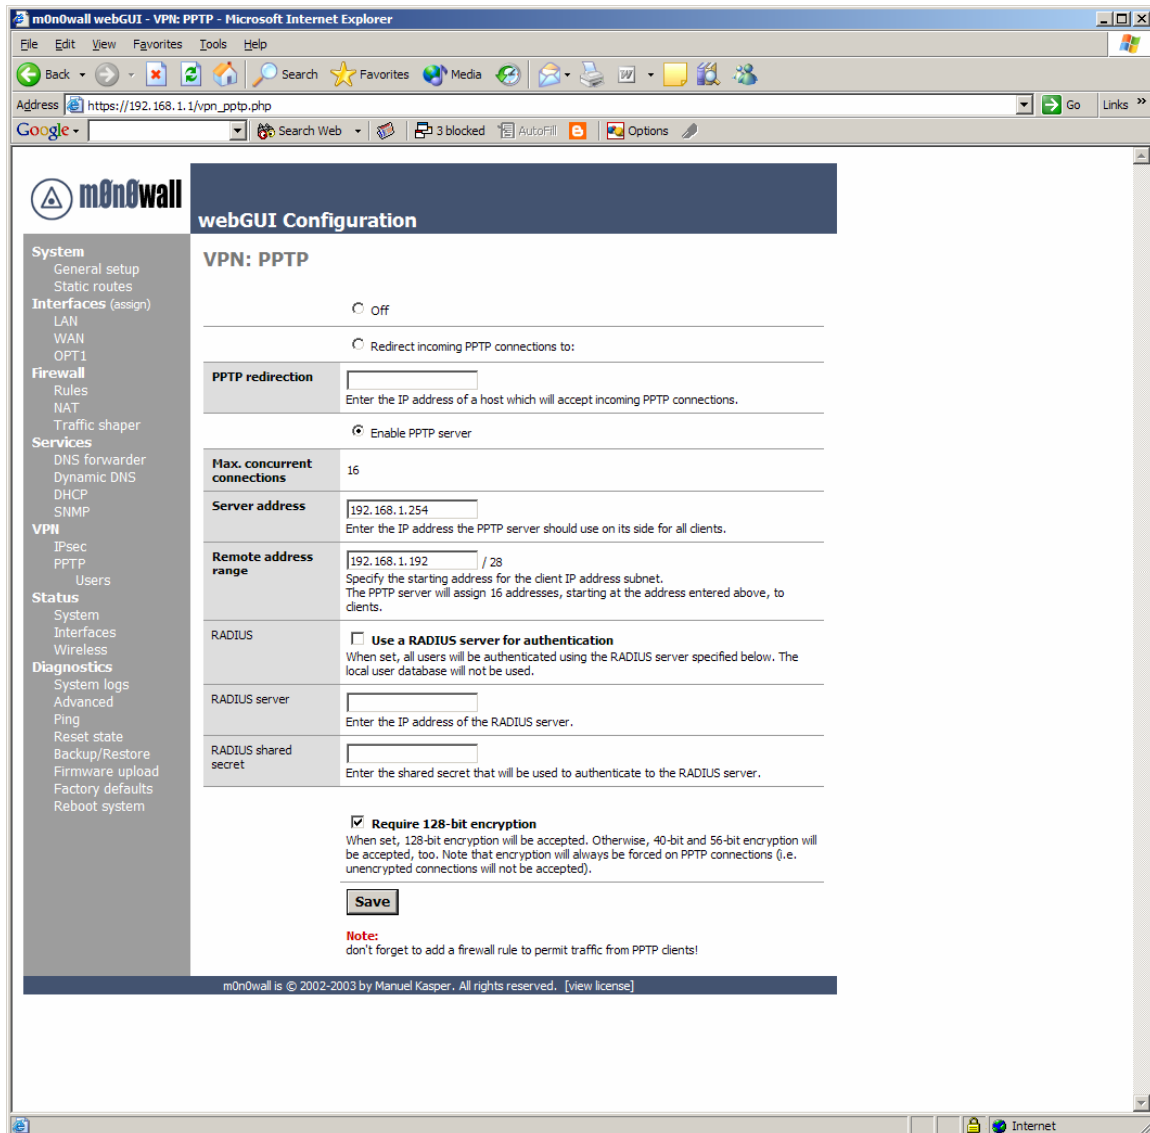 m0n0wall webGUI - VPN: PPTP - Microsoft Internet Explorer
File Edit View Favorites Tools Help
Back Search Favorites Media
Address https://192.168.1.1/vpn_pptp.php Go Links »
Google Search Web 3 blocked AutoFill Options
m0n0wall
webGUI Configuration
System
General setup
Static routes
Interfaces (assign)
LAN
WAN
OPT1
Firewall
Rules
NAT
Traffic shaper
Services
DNS forwarder
Dynamic DNS
DHCP
SNMP
VPN
IPsec
PPTP
Users
Status
System
Interfaces
Wireless
Diagnostics
System logs
Advanced
Ping
Reset state
Backup/Restore
Firmware upload
Factory defaults
Reboot system
VPN: PPTP
Off
Redirect incoming PPTP connections to:
PPTP redirection
Enter the IP address of a host which will accept incoming PPTP connections.
Enable PPTP server
Max. concurrent
connections
16
Server address
192.168.1.254
Enter the IP address the PPTP server should use on its side for all clients.
Remote address
range
192.168.1.192 / 28
Specify the starting address for the client IP address subnet.
The PPTP server will assign 16 addresses, starting at the address entered above, to
clients.
RADIUS
Use a RADIUS server for authentication
When set, all users will be authenticated using the RADIUS server specified below. The
local user database will not be used.
RADIUS server
Enter the IP address of the RADIUS server.
RADIUS shared
secret
Enter the shared secret that will be used to authenticate to the RADIUS server.
Require 128-bit encryption
When set, 128-bit encryption will be accepted. Otherwise, 40-bit and 56-bit encryption will
be accepted, too. Note that encryption will always be forced on PPTP connections (i.e.
unencrypted connections will not be accepted).
Save
Note:
don't forget to add a firewall rule to permit traffic from PPTP clients!
m0n0wall is © 2002-2003 by Manuel Kasper. All rights reserved. [view license]
Internet